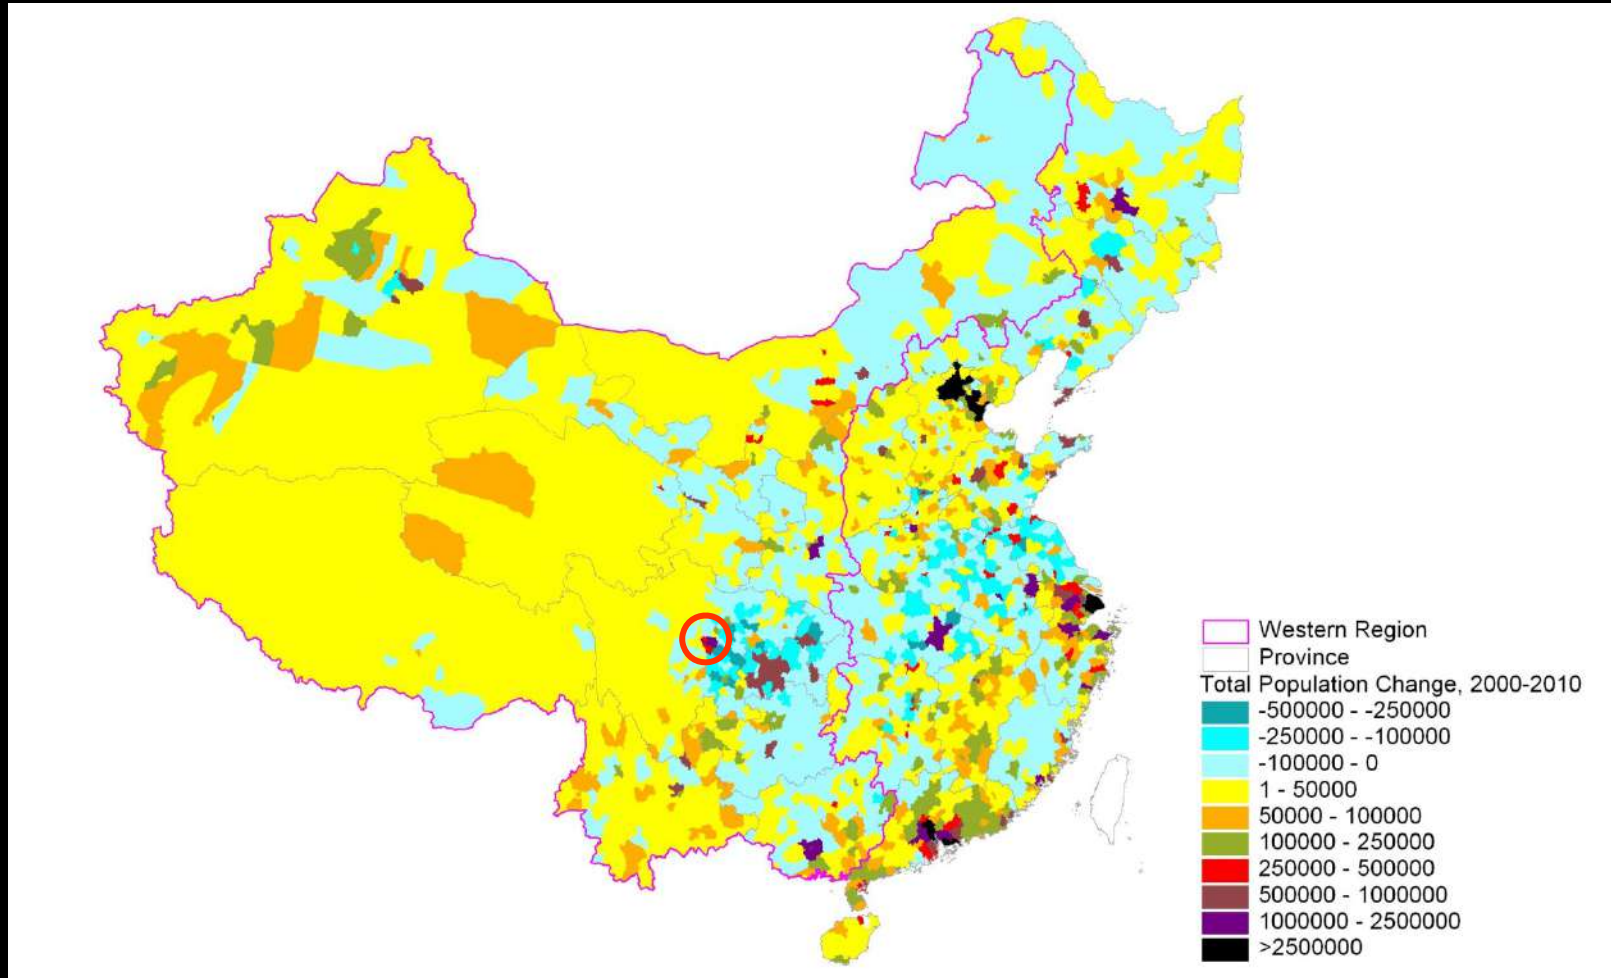 Western Region
Province
Total Population Change, 2000-2010
-500000 - -250000
-250000 - -100000
-100000 - 0
1 - 50000
50000 - 100000
100000 - 250000
250000 - 500000
500000 - 1000000
1000000 - 2500000
>2500000